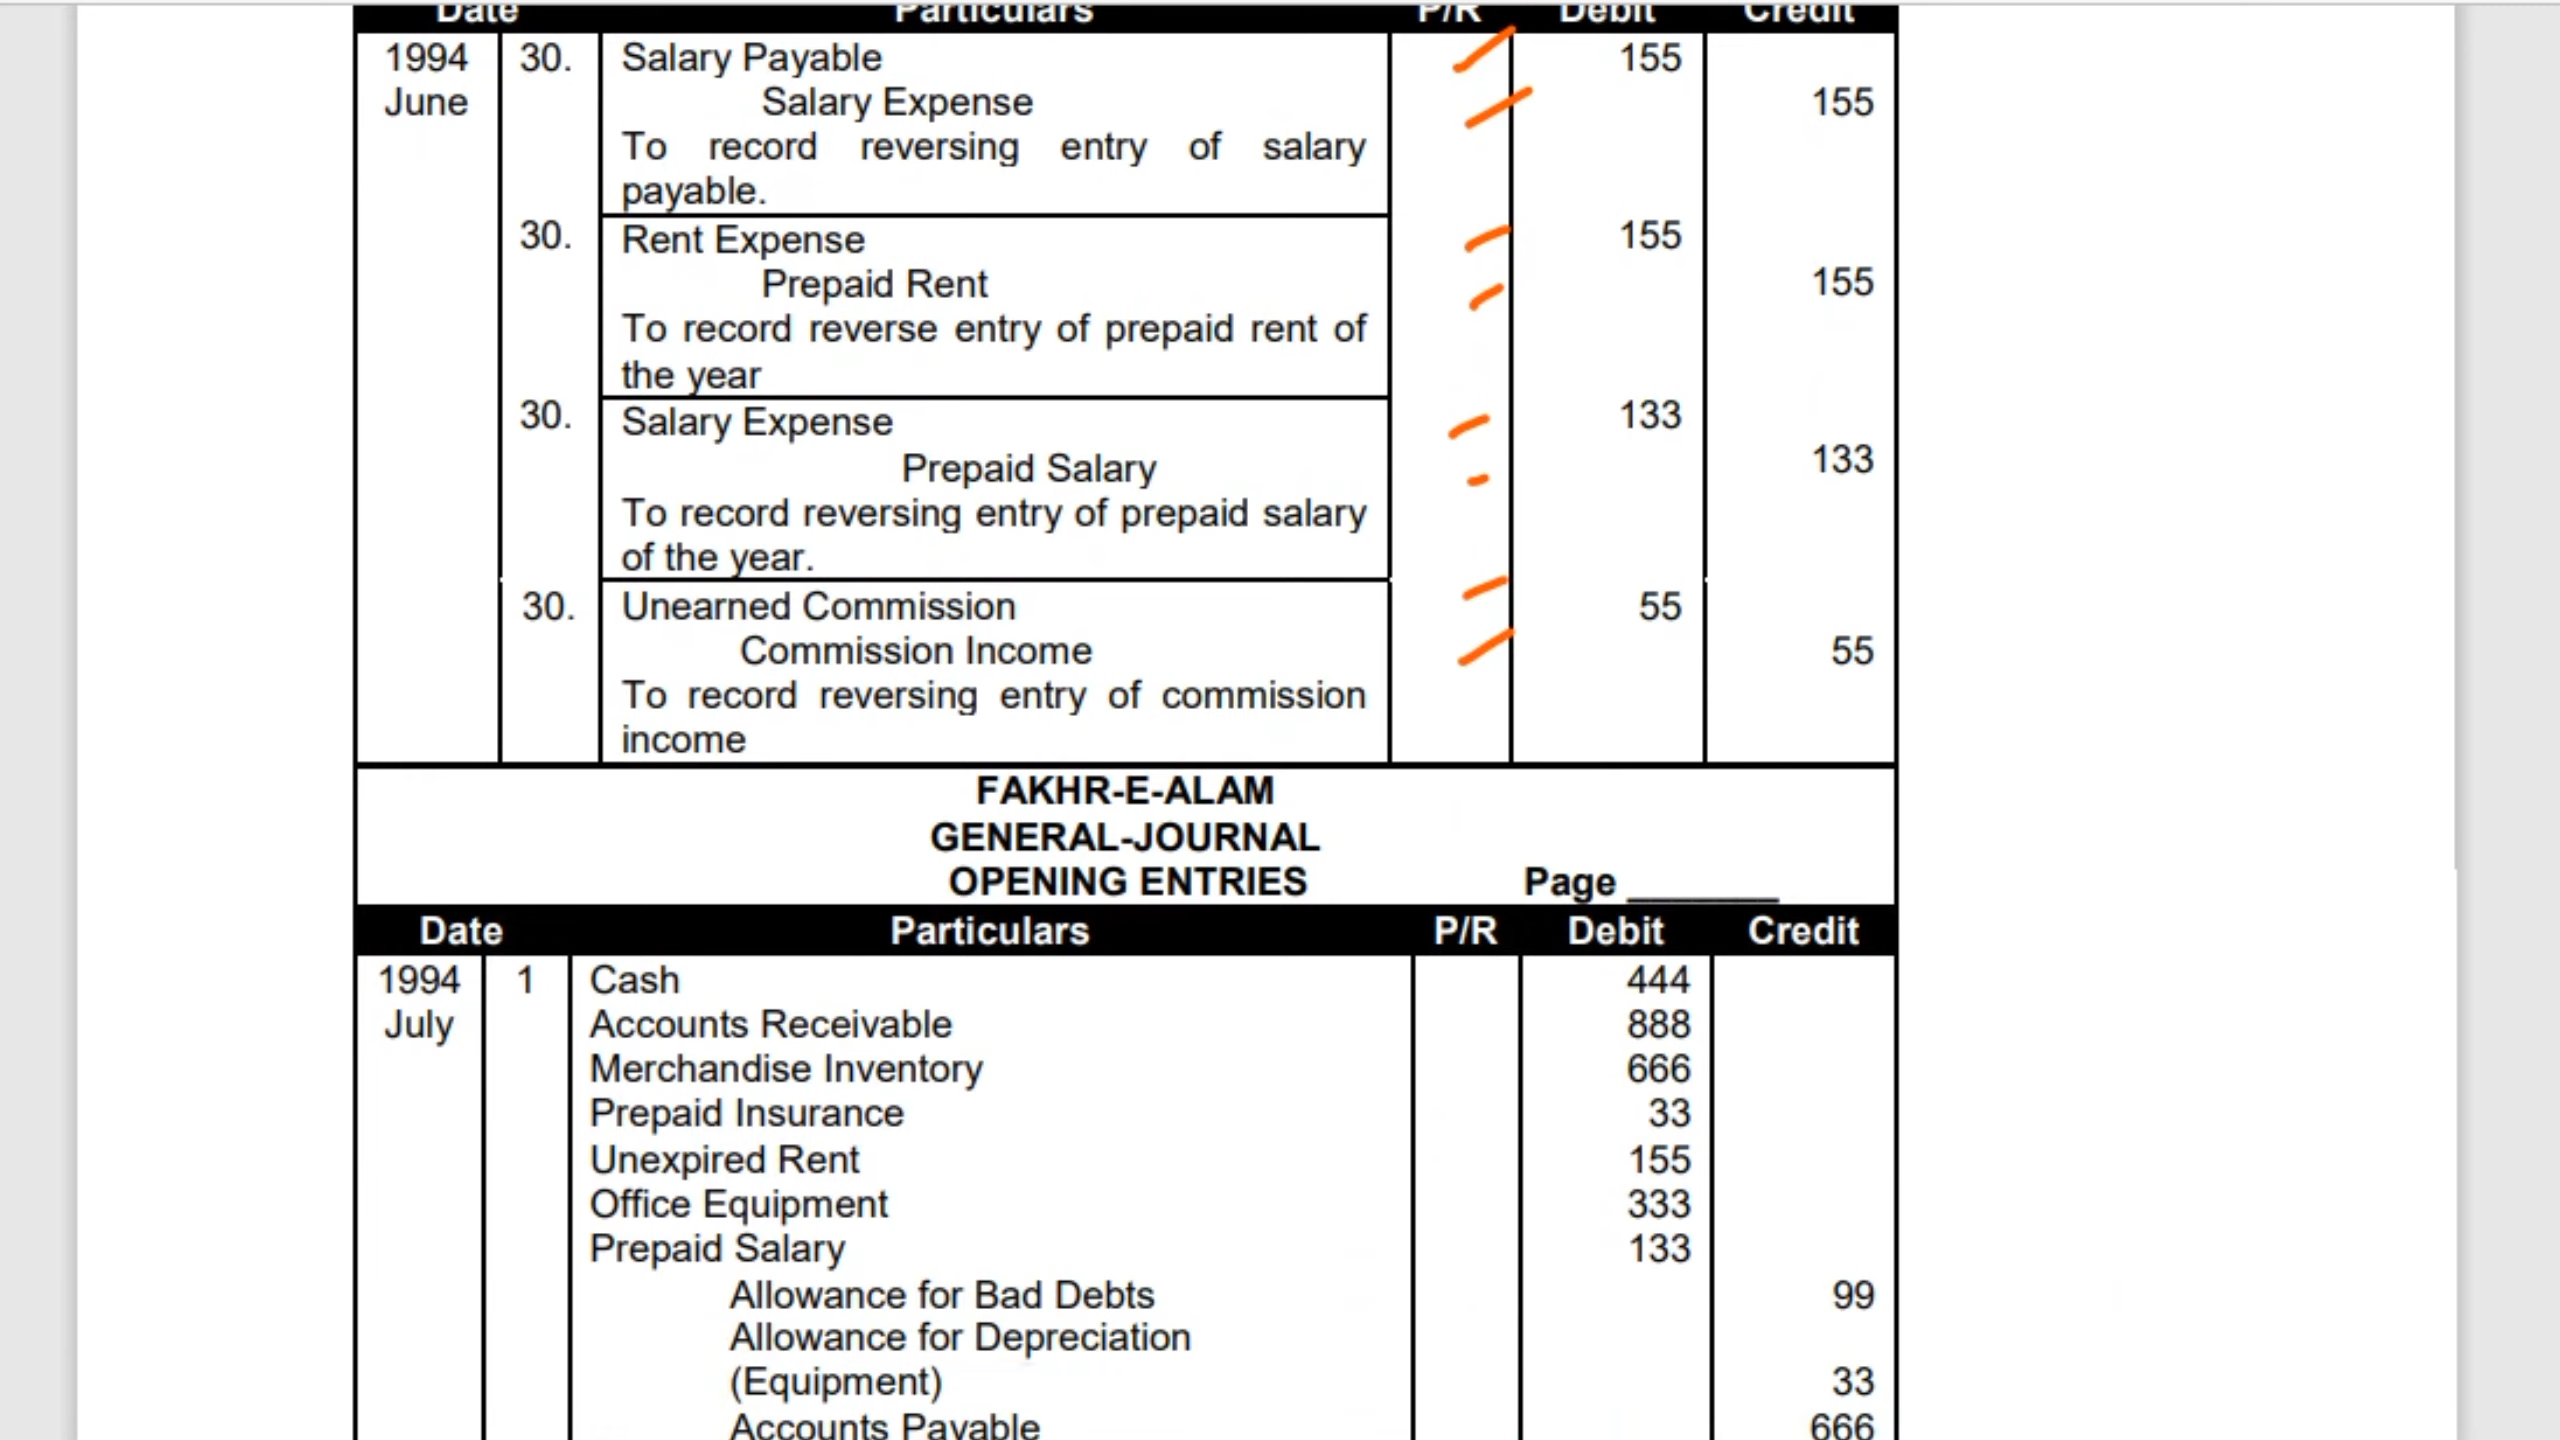 Date Particulars P/R Debit Credit
1994 30. Salary Payable 155
June Salary Expense 155
To record reversing entry of salary
payable.
30. Rent Expense 155
Prepaid Rent 155
To record reverse entry of prepaid rent of
the year
30. Salary Expense 133
Prepaid Salary 133
To record reversing entry of prepaid salary
of the year.
30. Unearned Commission 55
Commission Income 55
To record reversing entry of commission
income
FAKHR-E-ALAM
GENERAL-JOURNAL
OPENING ENTRIES Page _______
Date Particulars P/R Debit Credit
1994 1 Cash 444
July Accounts Receivable 888
Merchandise Inventory 666
Prepaid Insurance 33
Unexpired Rent 155
Office Equipment 333
Prepaid Salary 133
Allowance for Bad Debts 99
Allowance for Depreciation
(Equipment) 33
Accounts Payable 666